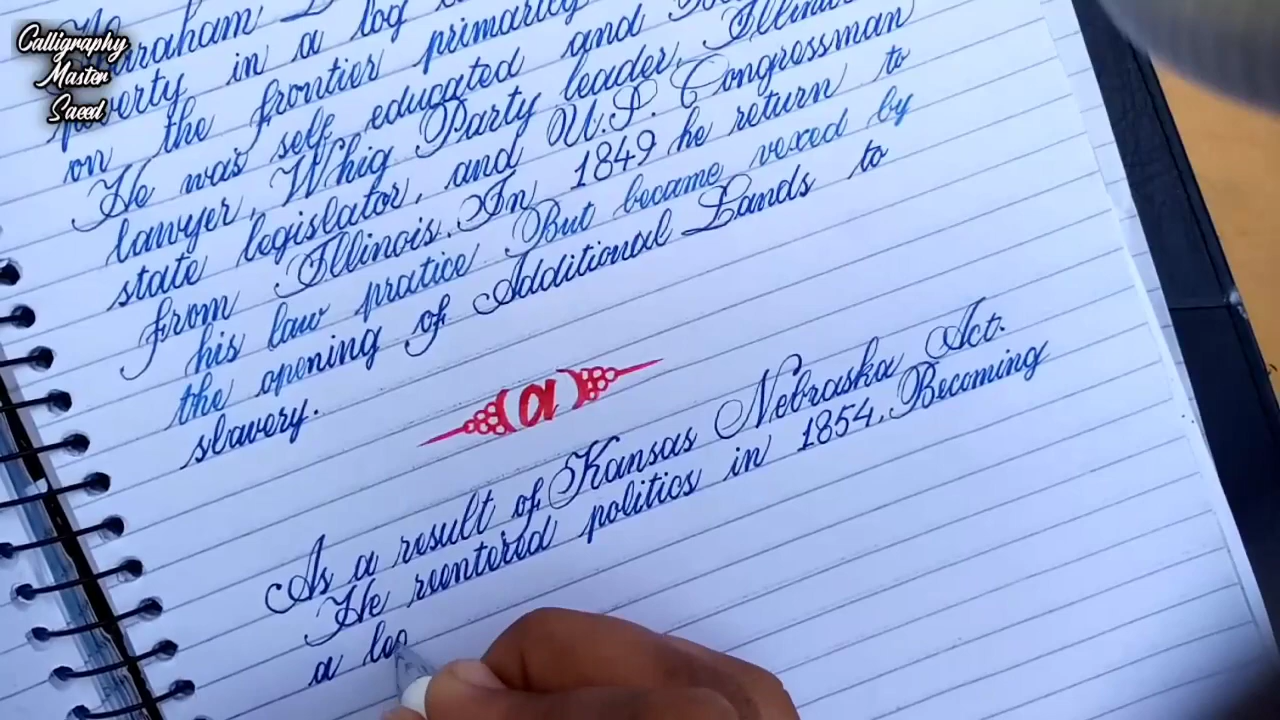 Calligraphy
Master
Saeed
poverty in a log
on the frontier primarily
He was self educated and
lawyer, Whig Party leader, Illinois
state legislator, and U.S. Congressman
from Illinois. In 1849 he return to
his law pratice But became vexed by
the opening of Additional Lands to
slavery.
As a result of Kansas Nebraska Act.
He reentered politics in 1854. Becoming
a